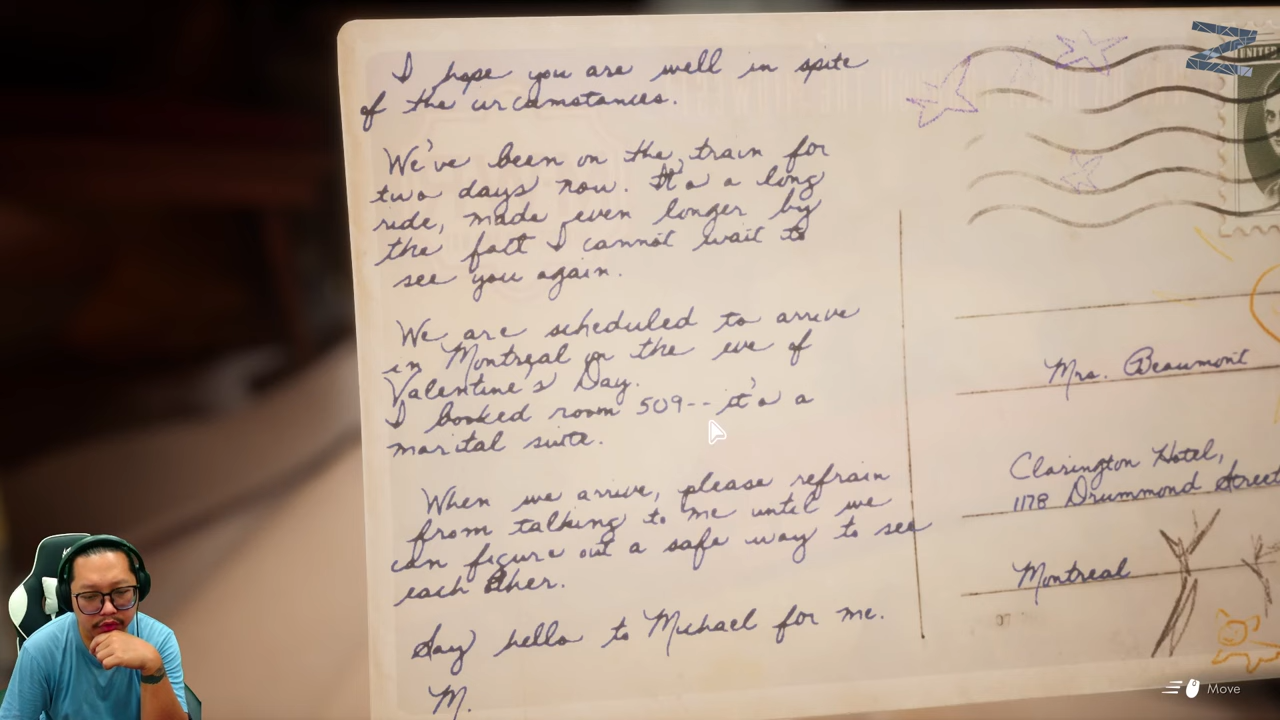 I hope you are well in spite
of the circumstances.
We've been on the train for
two days now. It's a long
ride, made even longer by
the fact I cannot wait to
see you again.
We are scheduled to arrive
in Montreal on the eve of
Valentine's Day.
I booked room 509-- it's a
marital suite.
When we arrive, please refrain
from talking to me until we
can figure out a safe way to see
each other.
Say hello to Michael for me.
M.
UNITED
Mrs. Beaumont
Clarington Hotel,
1178 Drummond Street
Montreal
Move